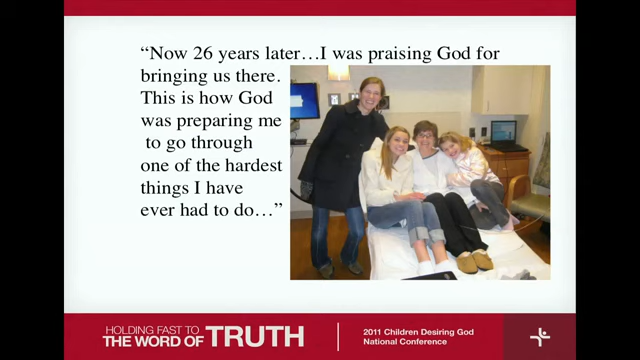 “Now 26 years later…I was praising God for
bringing us there.
This is how God
was preparing me
to go through
one of the hardest
things I have
ever had to do…”
HOLDING FAST TO
THE WORD OF TRUTH
2011 Children Desiring God
National Conference